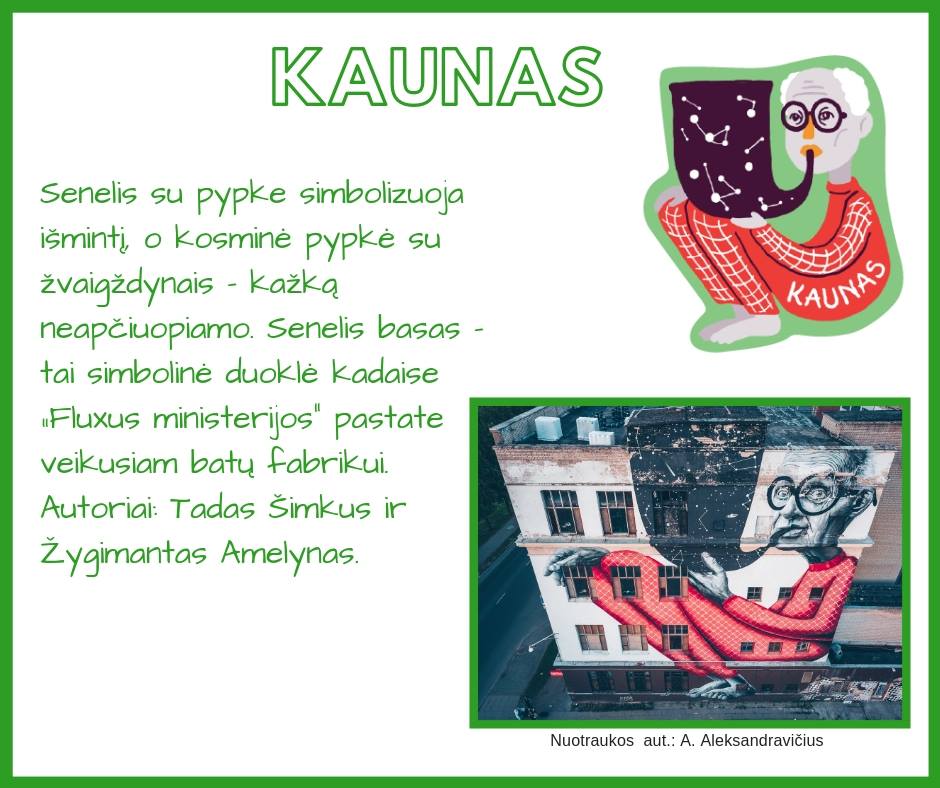 KAUNAS
Senelis su pypke simbolizuoja
išmintį, o kosminė pypkė su
žvaigždynais - kažką
neapčiuopiamo. Senelis basas -
tai simbolinė duoklė kadaise
„Fluxus ministerijos" pastate
veikusiam batų fabrikui.
Autoriai: Tadas Šimkus ir
Žygimantas Amelynas.
KAUNAS
Nuotraukos aut.: A. Aleksandravičius